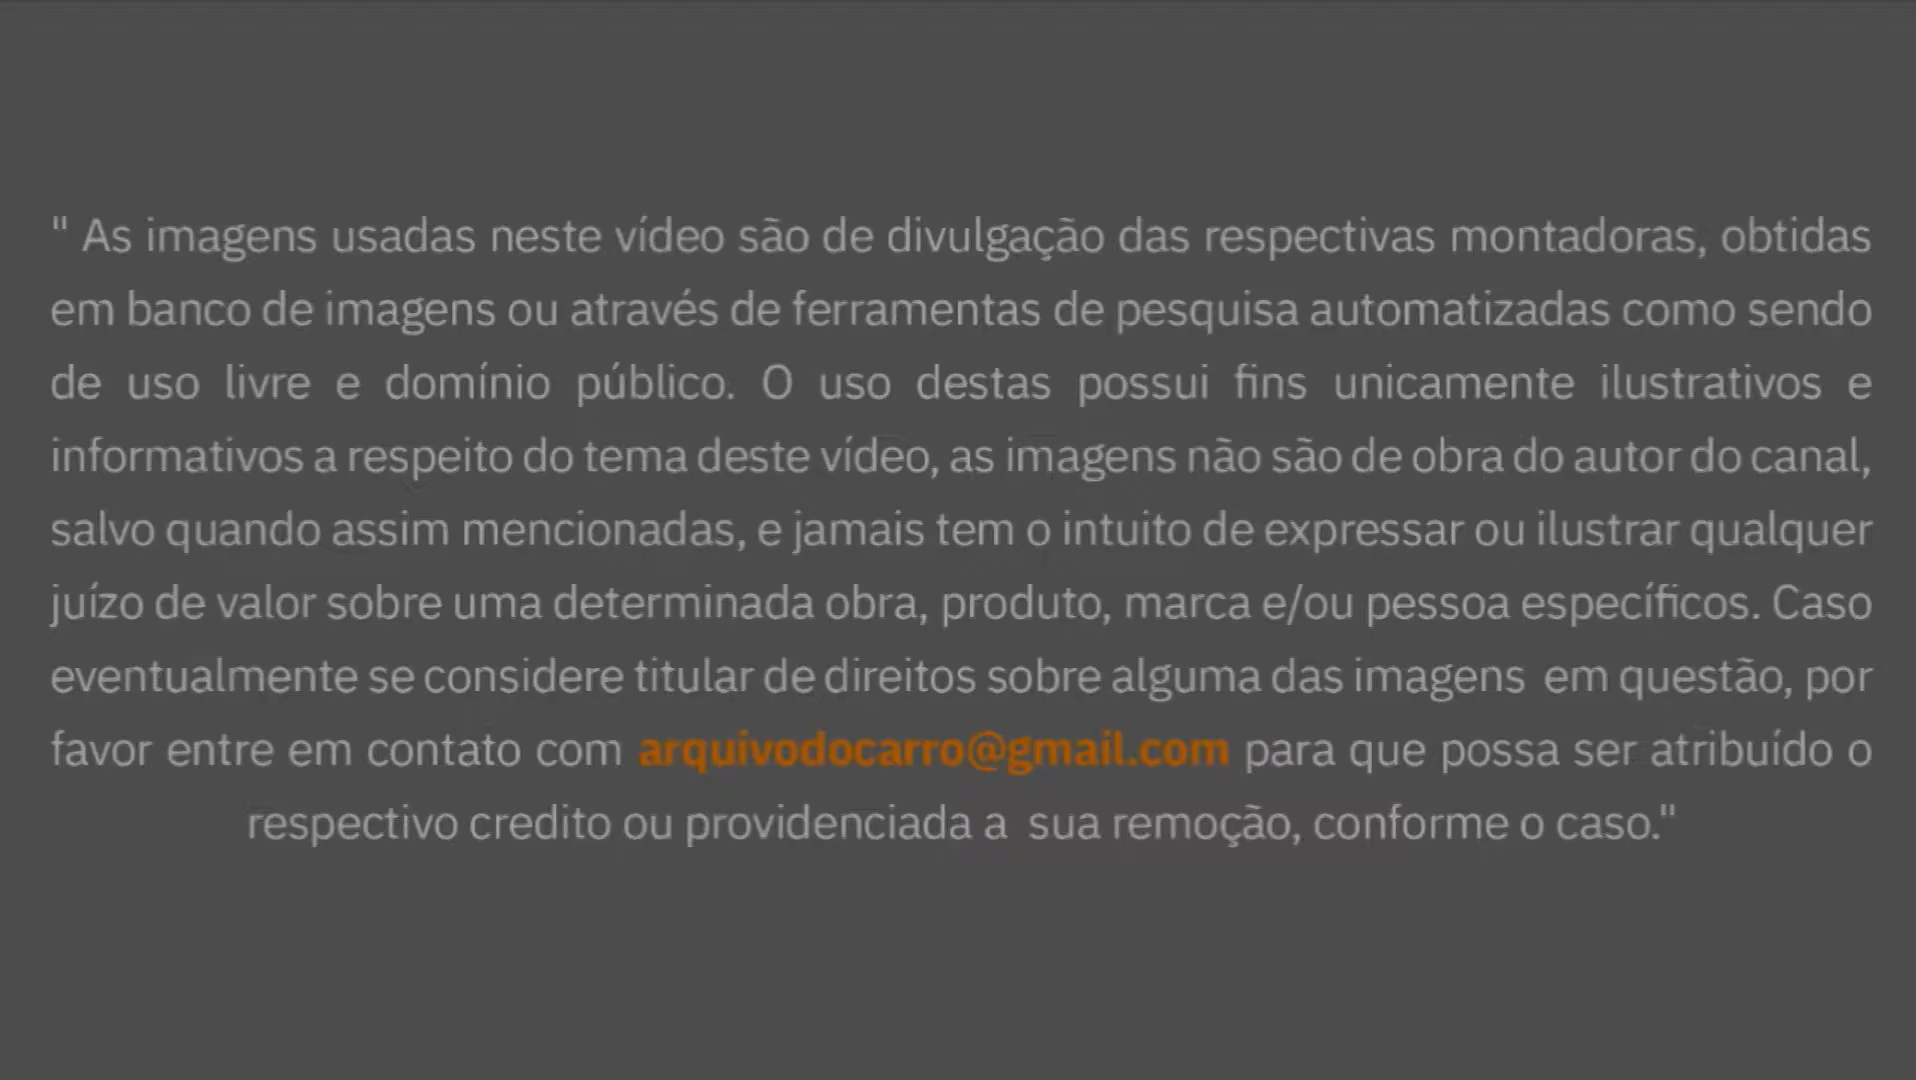 " As imagens usadas neste vídeo são de divulgação das respectivas montadoras, obtidas
em banco de imagens ou através de ferramentas de pesquisa automatizadas como sendo
de uso livre e domínio público. O uso destas possui fins unicamente ilustrativos e
informativos a respeito do tema deste vídeo, as imagens não são de obra do autor do canal,
salvo quando assim mencionadas, e jamais tem o intuito de expressar ou ilustrar qualquer
juízo de valor sobre uma determinada obra, produto, marca e/ou pessoa específicos. Caso
eventualmente se considere titular de direitos sobre alguma das imagens em questão, por
favor entre em contato com arquivodocarro@gmail.com para que possa ser atribuído o
respectivo credito ou providenciada a sua remoção, conforme o caso."